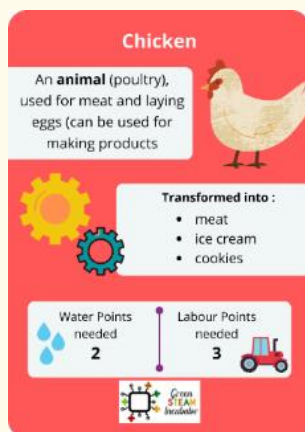 Chicken
An animal (poultry),
used for meat and laying
eggs (can be used for
making products
Transformed into :
• meat
• ice cream
• cookies
Water Points
needed
2
Labour Points
needed
3
Green
STEAM
Incubator